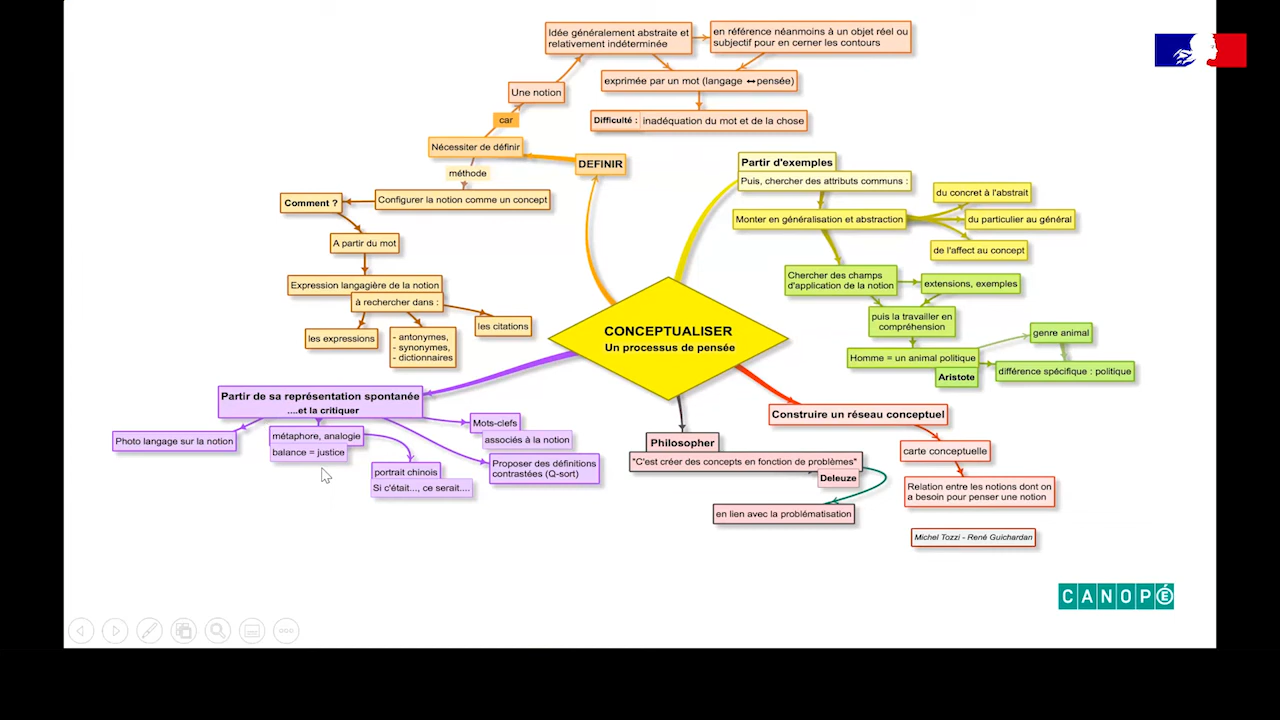 Idée généralement abstraite et
relativement indéterminée
en référence néanmoins à un objet réel ou
subjectif pour en cerner les contours
exprimée par un mot (langage ↔pensée)
Une notion
Difficulté : inadéquation du mot et de la chose
car
Nécessiter de définir
DEFINIR
méthode
Configurer la notion comme un concept
Comment ?
A partir du mot
Expression langagière de la notion
à rechercher dans :
les expressions
- antonymes,
- synonymes,
- dictionnaires
les citations
Partir d'exemples
Puis, chercher des attributs communs :
Monter en généralisation et abstraction
du concret à l'abstrait
du particulier au général
de l'affect au concept
Chercher des champs
d'application de la notion
extensions, exemples
puis la travailler en
compréhension
Homme = un animal politique
Aristote
genre animal
différence spécifique : politique
CONCEPTUALISER
Un processus de pensée
Partir de sa représentation spontanée
....et la critiquer
Photo langage sur la notion
métaphore, analogie
balance = justice
portrait chinois
Si c'était..., ce serait....
Mots-clefs
associés à la notion
Proposer des définitions
contrastées (Q-sort)
Philosopher
"C'est créer des concepts en fonction de problèmes"
Deleuze
en lien avec la problématisation
Construire un réseau conceptuel
carte conceptuelle
Relation entre les notions dont on
a besoin pour penser une notion
Michel Tozzi - René Guichardan
CANOPÉ